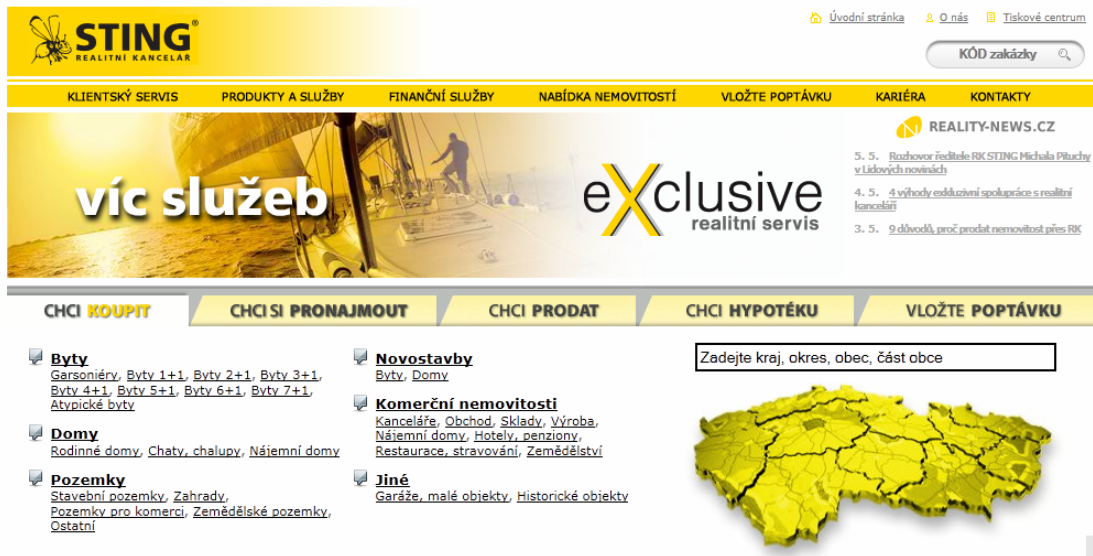 STING®
REALITNÍ KANCELÁŘ
Úvodní stránka
O nás
Tiskové centrum
KÓD zakázky
KLIENTSKÝ SERVIS
PRODUKTY A SLUŽBY
FINANČNÍ SLUŽBY
NABÍDKA NEMOVITOSTÍ
VLOŽTE POPTÁVKU
KARIÉRA
KONTAKTY
víc služeb
eXclusive
realitní servis
N REALITY-NEWS.CZ
5. 5. Rozhovor ředitele RK STING Michala Pituchy
v Lidových novinách
4. 5. 4 výhody exkluzivní spolupráce s realitní
kanceláří
3. 5. 9 důvodů, proč prodat nemovitost přes RK
CHCI KOUPIT
CHCI SI PRONAJMOUT
CHCI PRODAT
CHCI HYPOTÉKU
VLOŽTE POPTÁVKU
Byty
Garsoniéry, Byty 1+1, Byty 2+1, Byty 3+1,
Byty 4+1, Byty 5+1, Byty 6+1, Byty 7+1,
Atypické byty
Domy
Rodinné domy, Chaty, chalupy, Nájemní domy
Pozemky
Stavební pozemky, Zahrady,
Pozemky pro komerci, Zemědělské pozemky,
Ostatní
Novostavby
Byty, Domy
Komerční nemovitosti
Kanceláře, Obchod, Sklady, Výroba,
Nájemní domy, Hotely, penziony,
Restaurace, stravování, Zemědělství
Jiné
Garáže, malé objekty, Historické objekty
Zadejte kraj, okres, obec, část obce